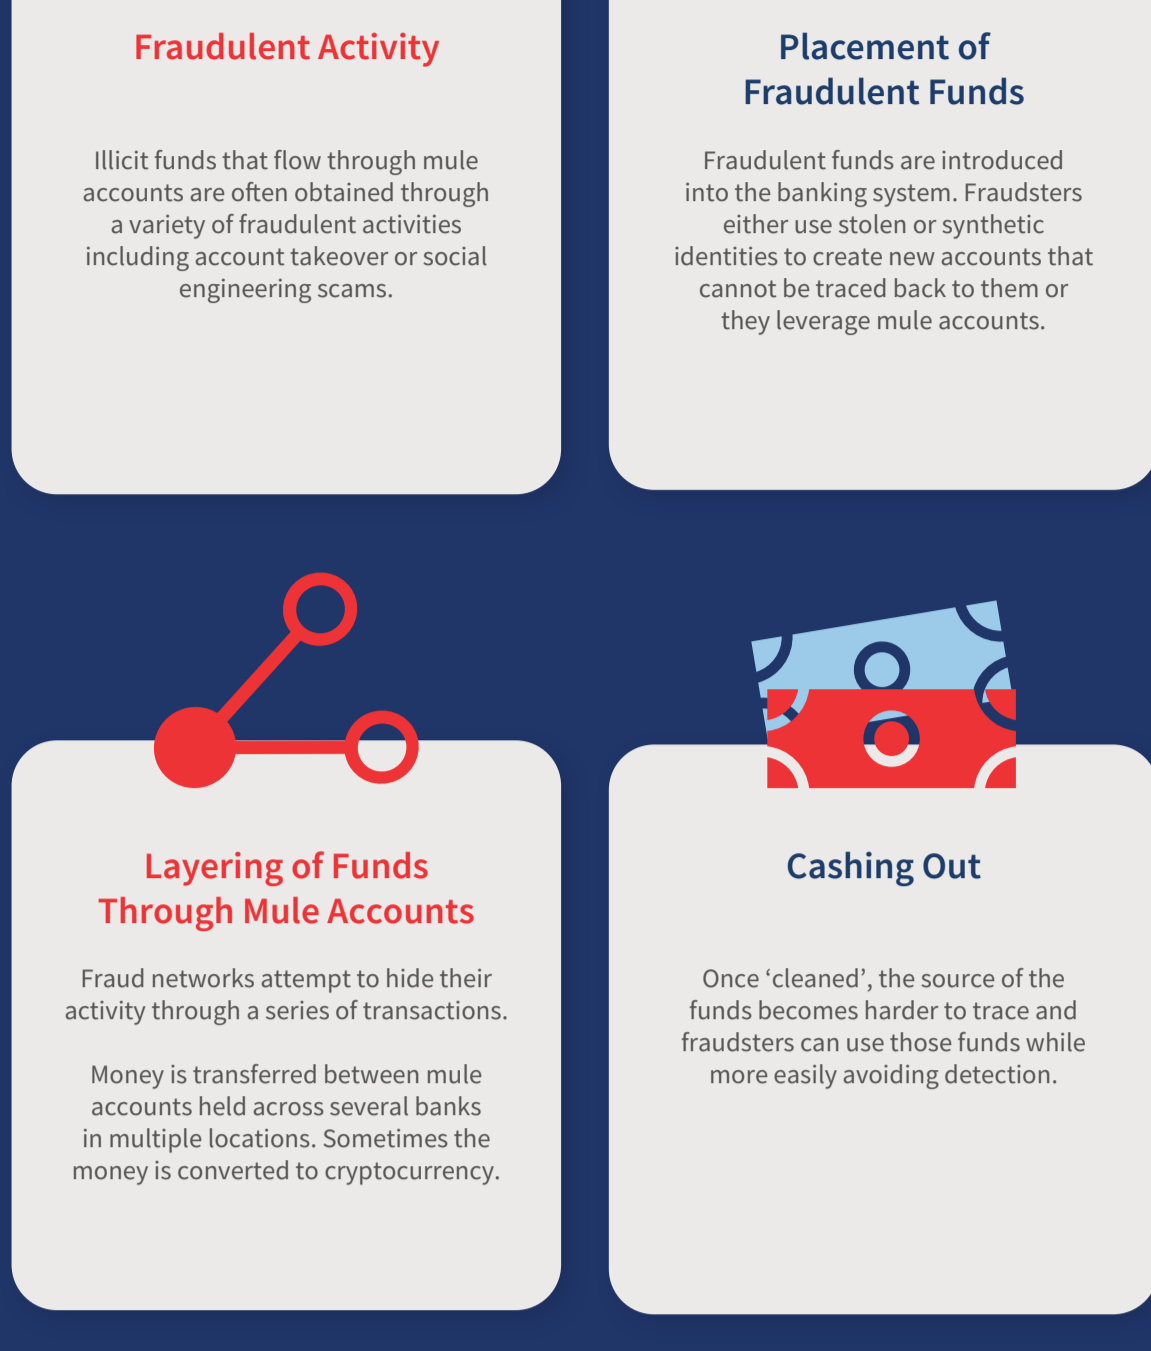 Fraudulent Activity
Illicit funds that flow through mule
accounts are often obtained through
a variety of fraudulent activities
including account takeover or social
engineering scams.
Placement of
Fraudulent Funds
Fraudulent funds are introduced
into the banking system. Fraudsters
either use stolen or synthetic
identities to create new accounts that
cannot be traced back to them or
they leverage mule accounts.
Layering of Funds
Through Mule Accounts
Fraud networks attempt to hide their
activity through a series of transactions.
Money is transferred between mule
accounts held across several banks
in multiple locations. Sometimes the
money is converted to cryptocurrency.
Cashing Out
Once ‘cleaned’, the source of the
funds becomes harder to trace and
fraudsters can use those funds while
more easily avoiding detection.